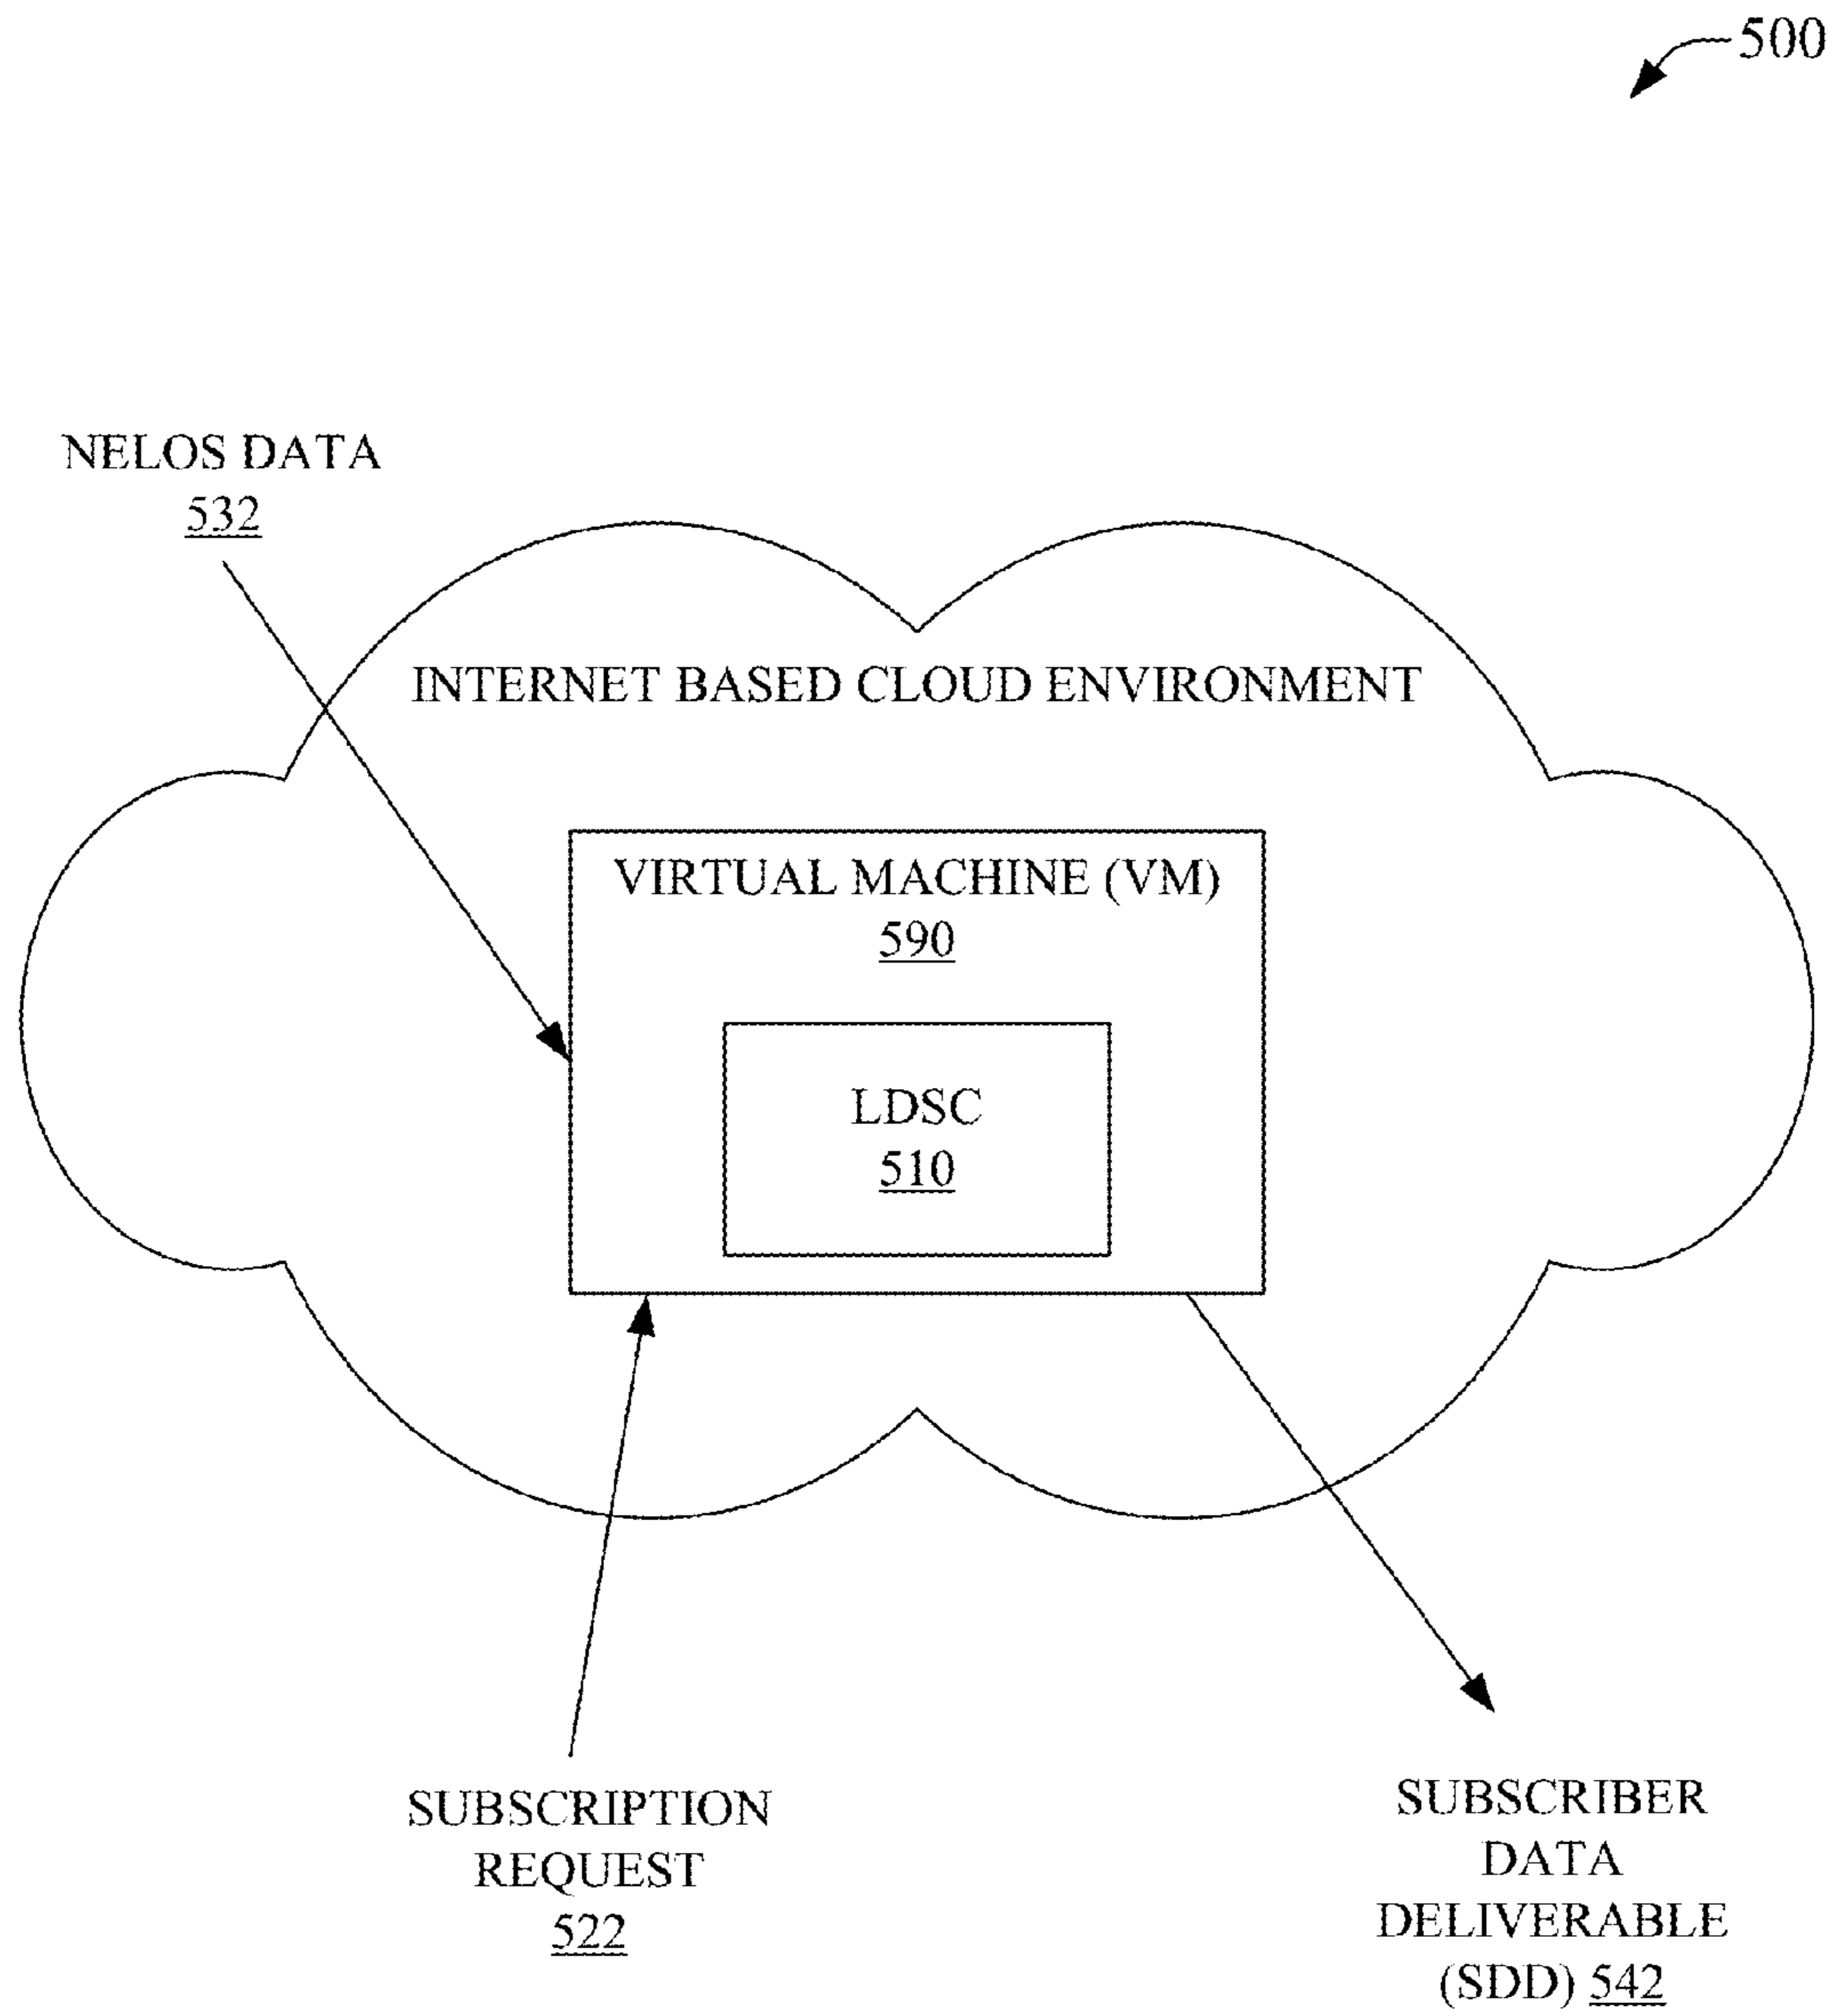 500
NELOS DATA
532
INTERNET BASED CLOUD ENVIRONMENT
VIRTUAL MACHINE (VM)
590
LDSC
510
SUBSCRIPTION
REQUEST
522
SUBSCRIBER
DATA
DELIVERABLE
(SDD) 542